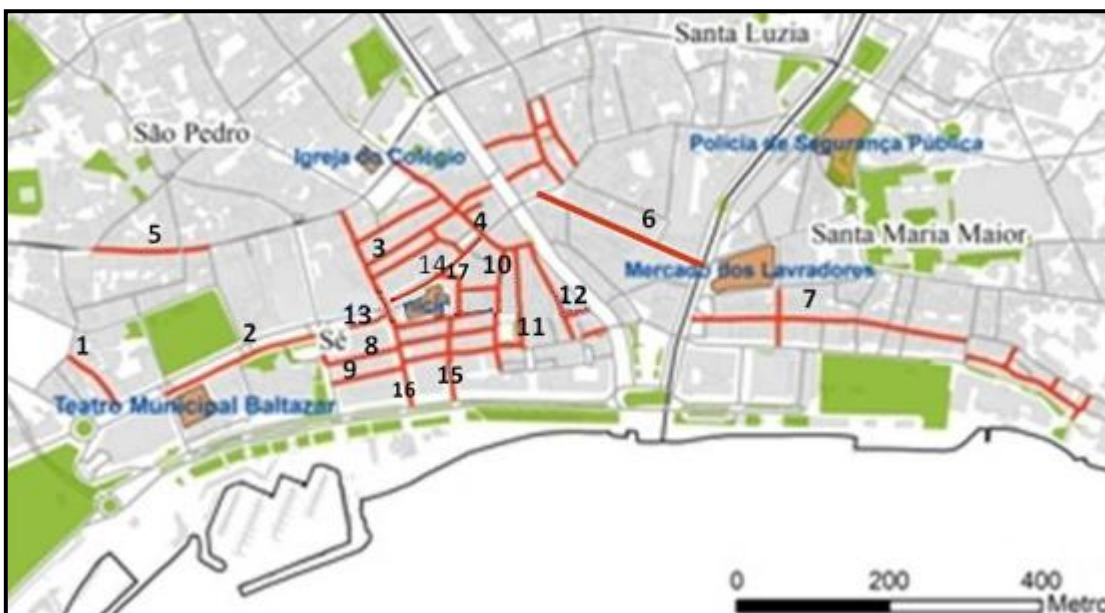 Santa Luzia
São Pedro
Igreja do Colégio
Polícia de Segurança Pública
4
6
5
3
Santa Maria Maior
14
17
10
Mercado dos Lavradores
12
7
13
11
2
Sé
8
1
9
15
16
Teatro Municipal Baltazar
0
200
400
Metro